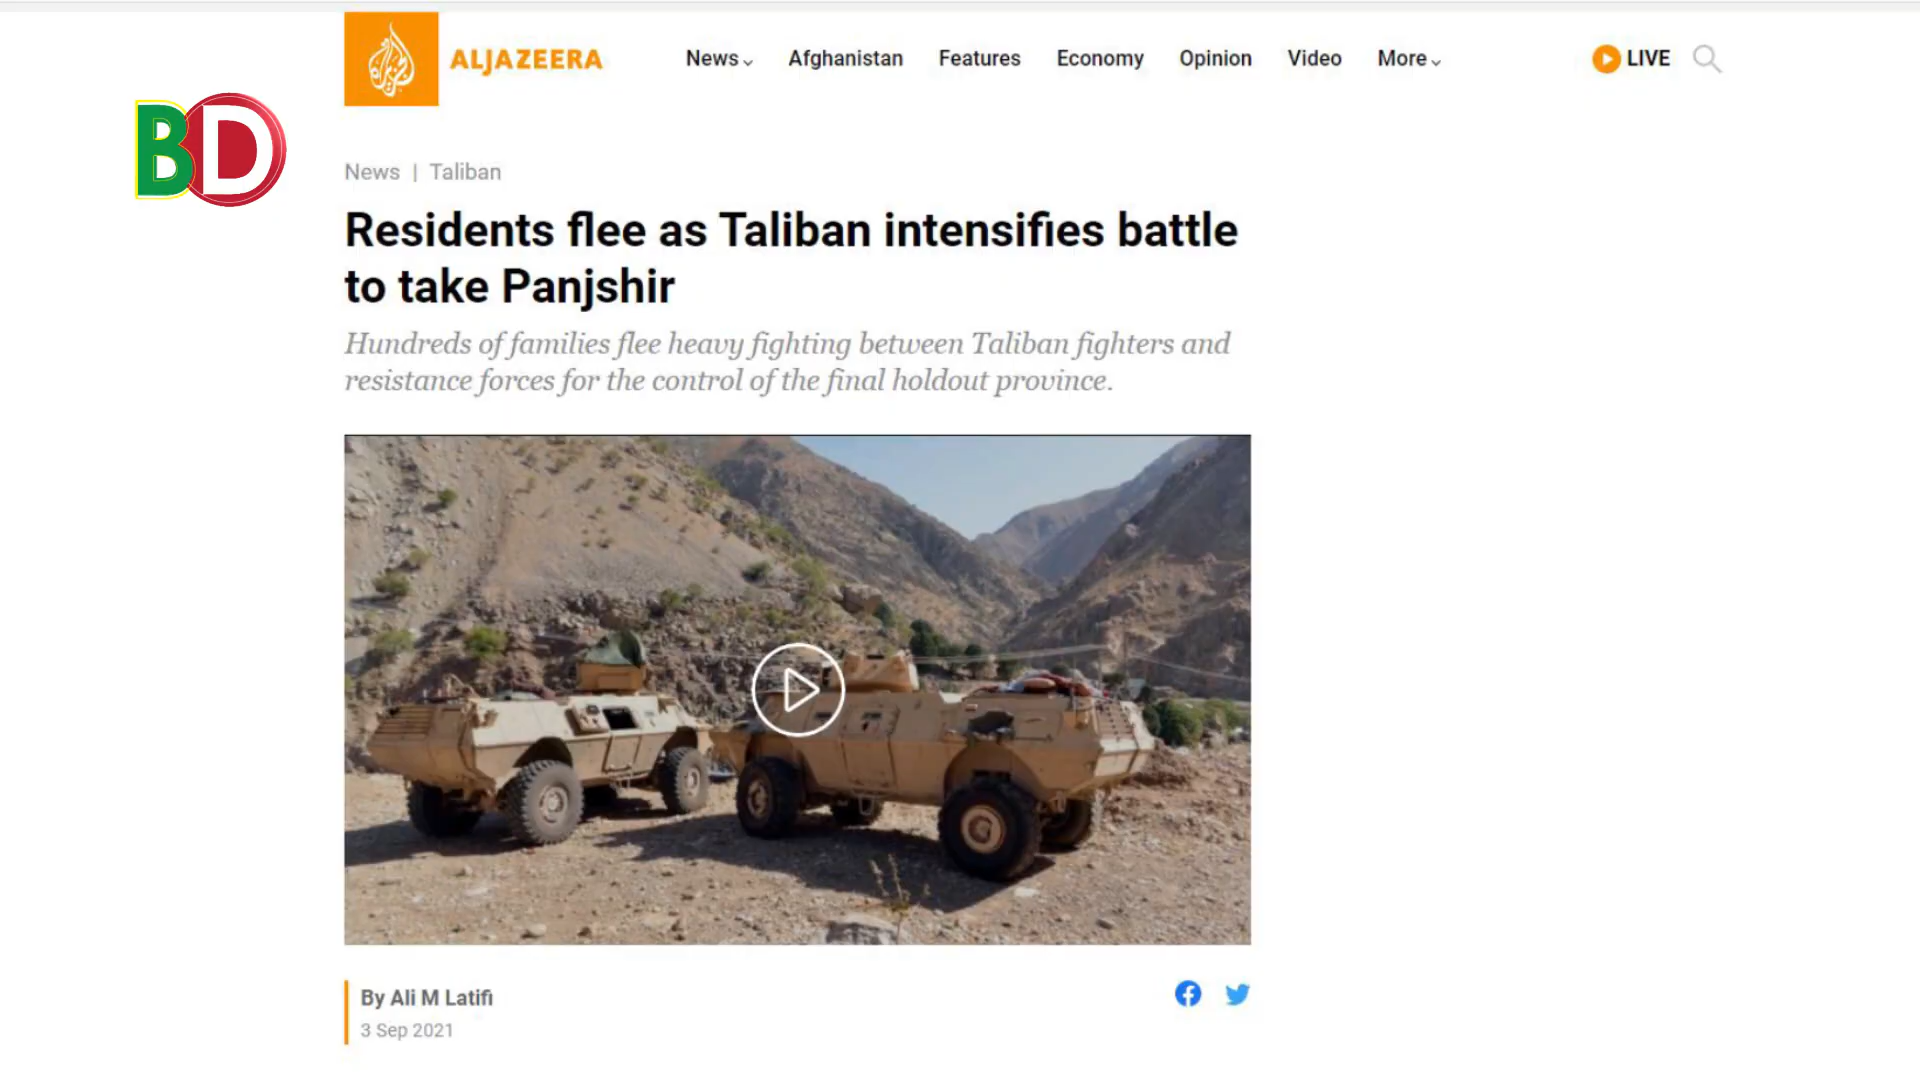 ALJAZEERA
News Afghanistan Features Economy Opinion Video More LIVE
BD
News | Taliban
Residents flee as Taliban intensifies battle
to take Panjshir
Hundreds of families flee heavy fighting between Taliban fighters and
resistance forces for the control of the final holdout province.
By Ali M Latifi
3 Sep 2021